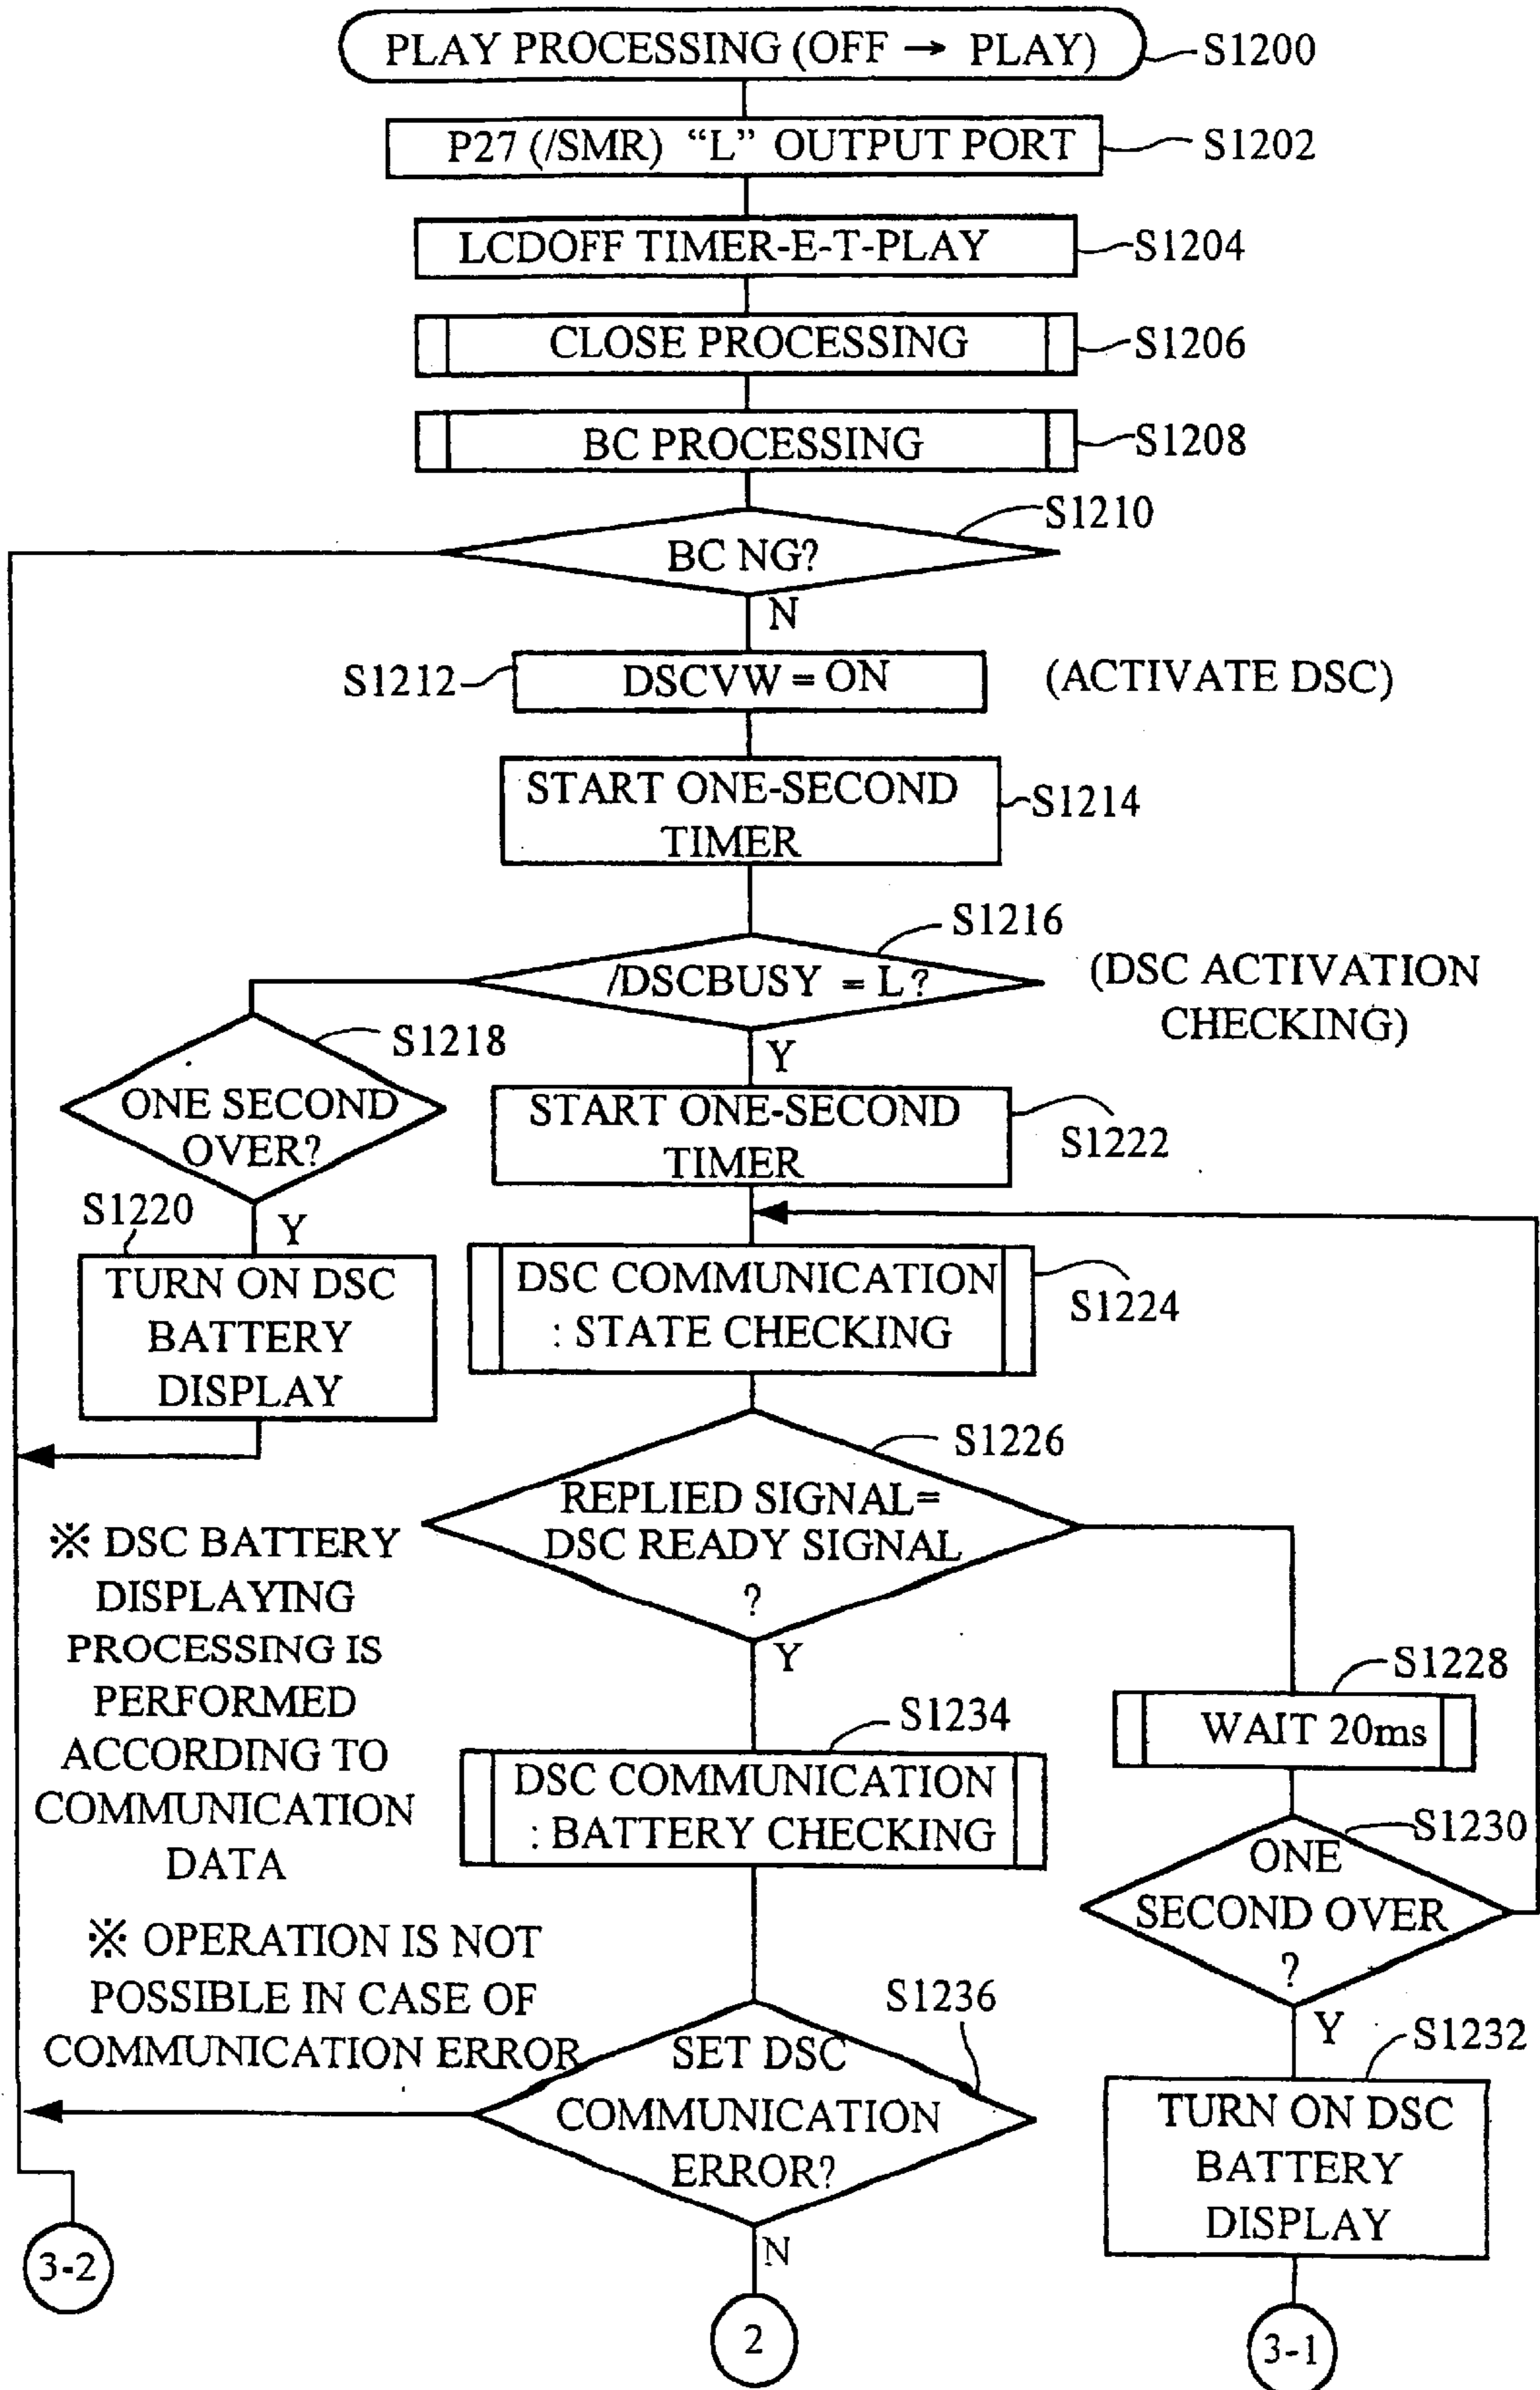 PLAY PROCESSING (OFF → PLAY)
S1200
P27 (/SMR) “L” OUTPUT PORT
S1202
LCDOFF TIMER-E-T-PLAY
S1204
CLOSE PROCESSING
S1206
BC PROCESSING
S1208
S1210
BC NG?
N
S1212
DSCVW = ON
(ACTIVATE DSC)
START ONE-SECOND
TIMER
S1214
S1216
/DSCBUSY = L?
(DSC ACTIVATION
CHECKING)
S1218
ONE SECOND
OVER?
Y
Y
START ONE-SECOND
TIMER
S1222
S1220
TURN ON DSC
BATTERY
DISPLAY
DSC COMMUNICATION
: STATE CHECKING
S1224
S1226
REPLIED SIGNAL=
DSC READY SIGNAL
?
Y
※ DSC BATTERY
DISPLAYING
PROCESSING IS
PERFORMED
ACCORDING TO
COMMUNICATION
DATA
S1228
WAIT 20ms
S1234
DSC COMMUNICATION
: BATTERY CHECKING
S1230
ONE
SECOND OVER
?
Y
※ OPERATION IS NOT
POSSIBLE IN CASE OF
COMMUNICATION ERROR
S1236
SET DSC
COMMUNICATION
ERROR?
N
S1232
TURN ON DSC
BATTERY
DISPLAY
3-2
2
3-1